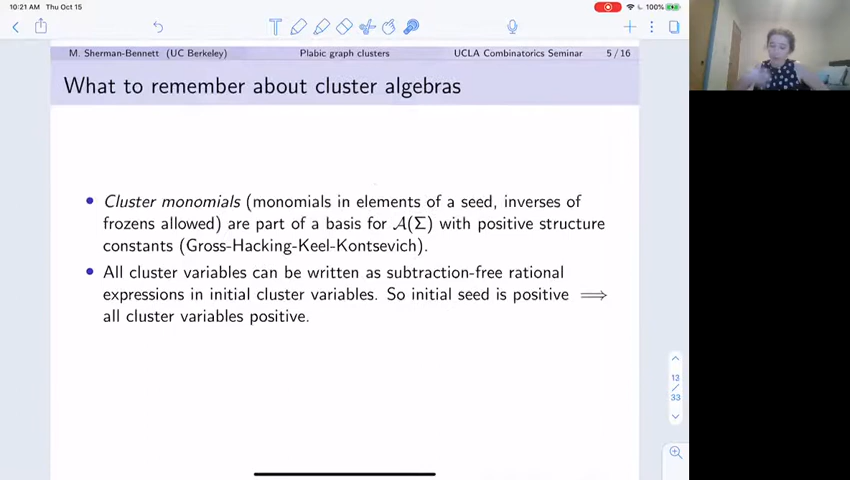 10:21 AM Thu Oct 15
100%
M. Sherman-Bennett (UC Berkeley) Plabic graph clusters UCLA Combinatorics Seminar 5 / 16
What to remember about cluster algebras
• Cluster monomials (monomials in elements of a seed, inverses of
frozens allowed) are part of a basis for 𝒜(Σ) with positive structure
constants (Gross-Hacking-Keel-Kontsevich).
• All cluster variables can be written as subtraction-free rational
expressions in initial cluster variables. So initial seed is positive ⟹
all cluster variables positive.
13
/
33